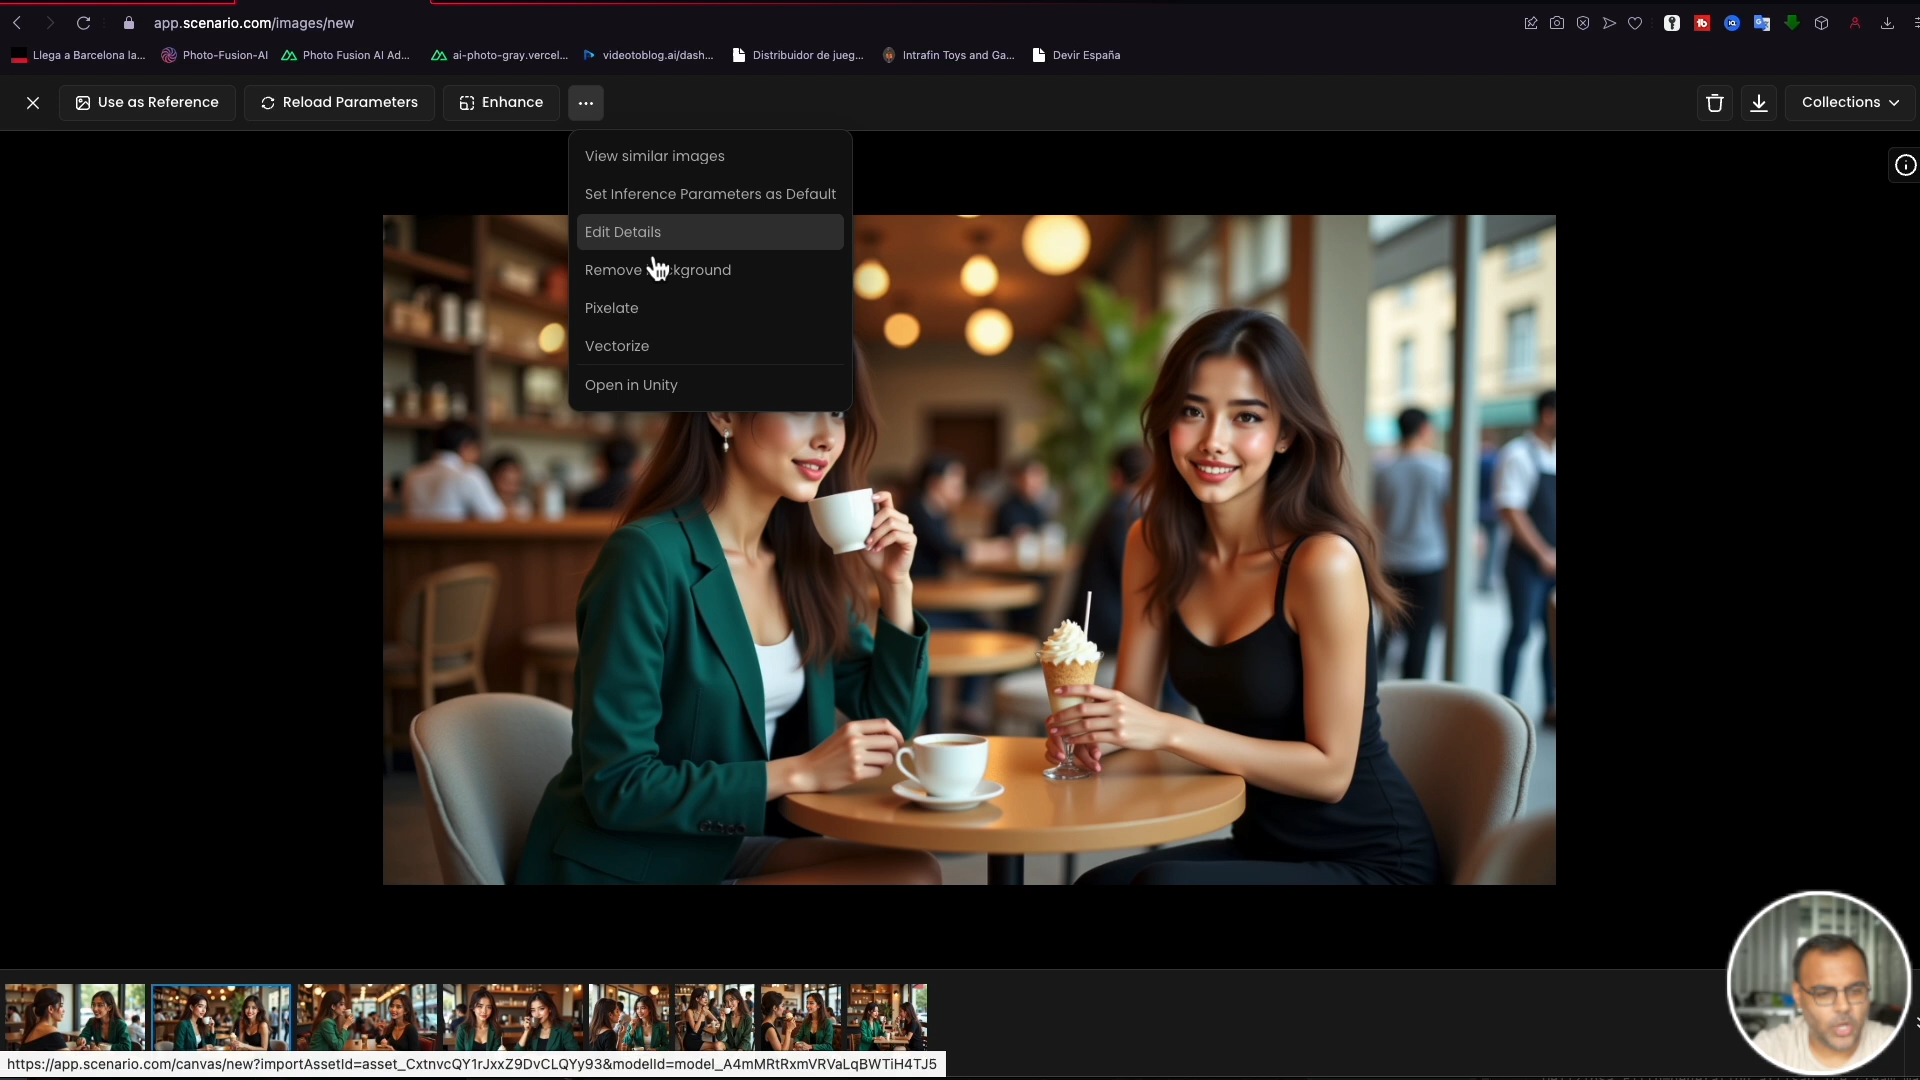 app.scenario.com/images/new
Llega a Barcelona la...
Photo-Fusion-AI
Photo Fusion AI Ad...
ai-photo-gray.vercel...
videotoblog.ai/dash...
Distribuidor de jueg...
Intrafin Toys and Ga...
Devir España
Use as Reference
Reload Parameters
Enhance
Collections
View similar images
Set Inference Parameters as Default
Edit Details
Remove ckground
Pixelate
Vectorize
Open in Unity
https://app.scenario.com/canvas/new?importAssetId=asset_CxtnvcQY1rJxxZ9DvCLQYy93&modelId=model_A4mMRtRxmVRVaLqBWTiH4TJ5